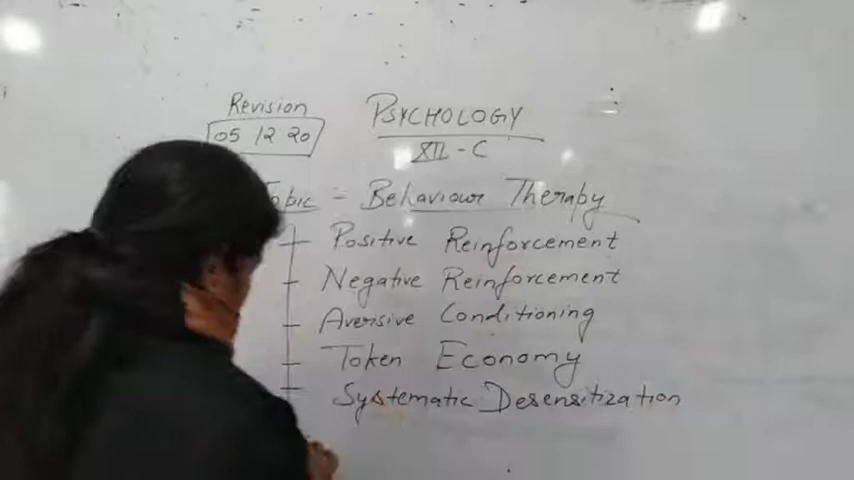 Revision
05 12 20
PSYCHOLOGY
XII - C
Topic - Behaviour Therapy
Positive Reinforcement
Negative Reinforcement
Aversive Conditioning
Token Economy
Systematic Desensitization